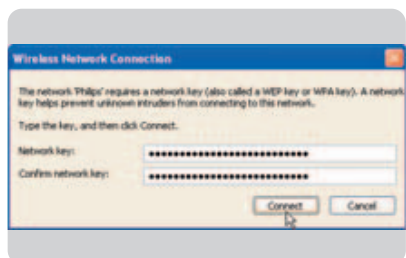 Wireless Network Connection
The network 'Philips' requires a network key (also called a WEP key or WPA key). A network
key helps prevent unknown intruders from connecting to this network.
Type the key, and then click Connect.
Network key: ••••••••••••••••••••••••••
Confirm network key: ••••••••••••••••••••••••••
Connect Cancel